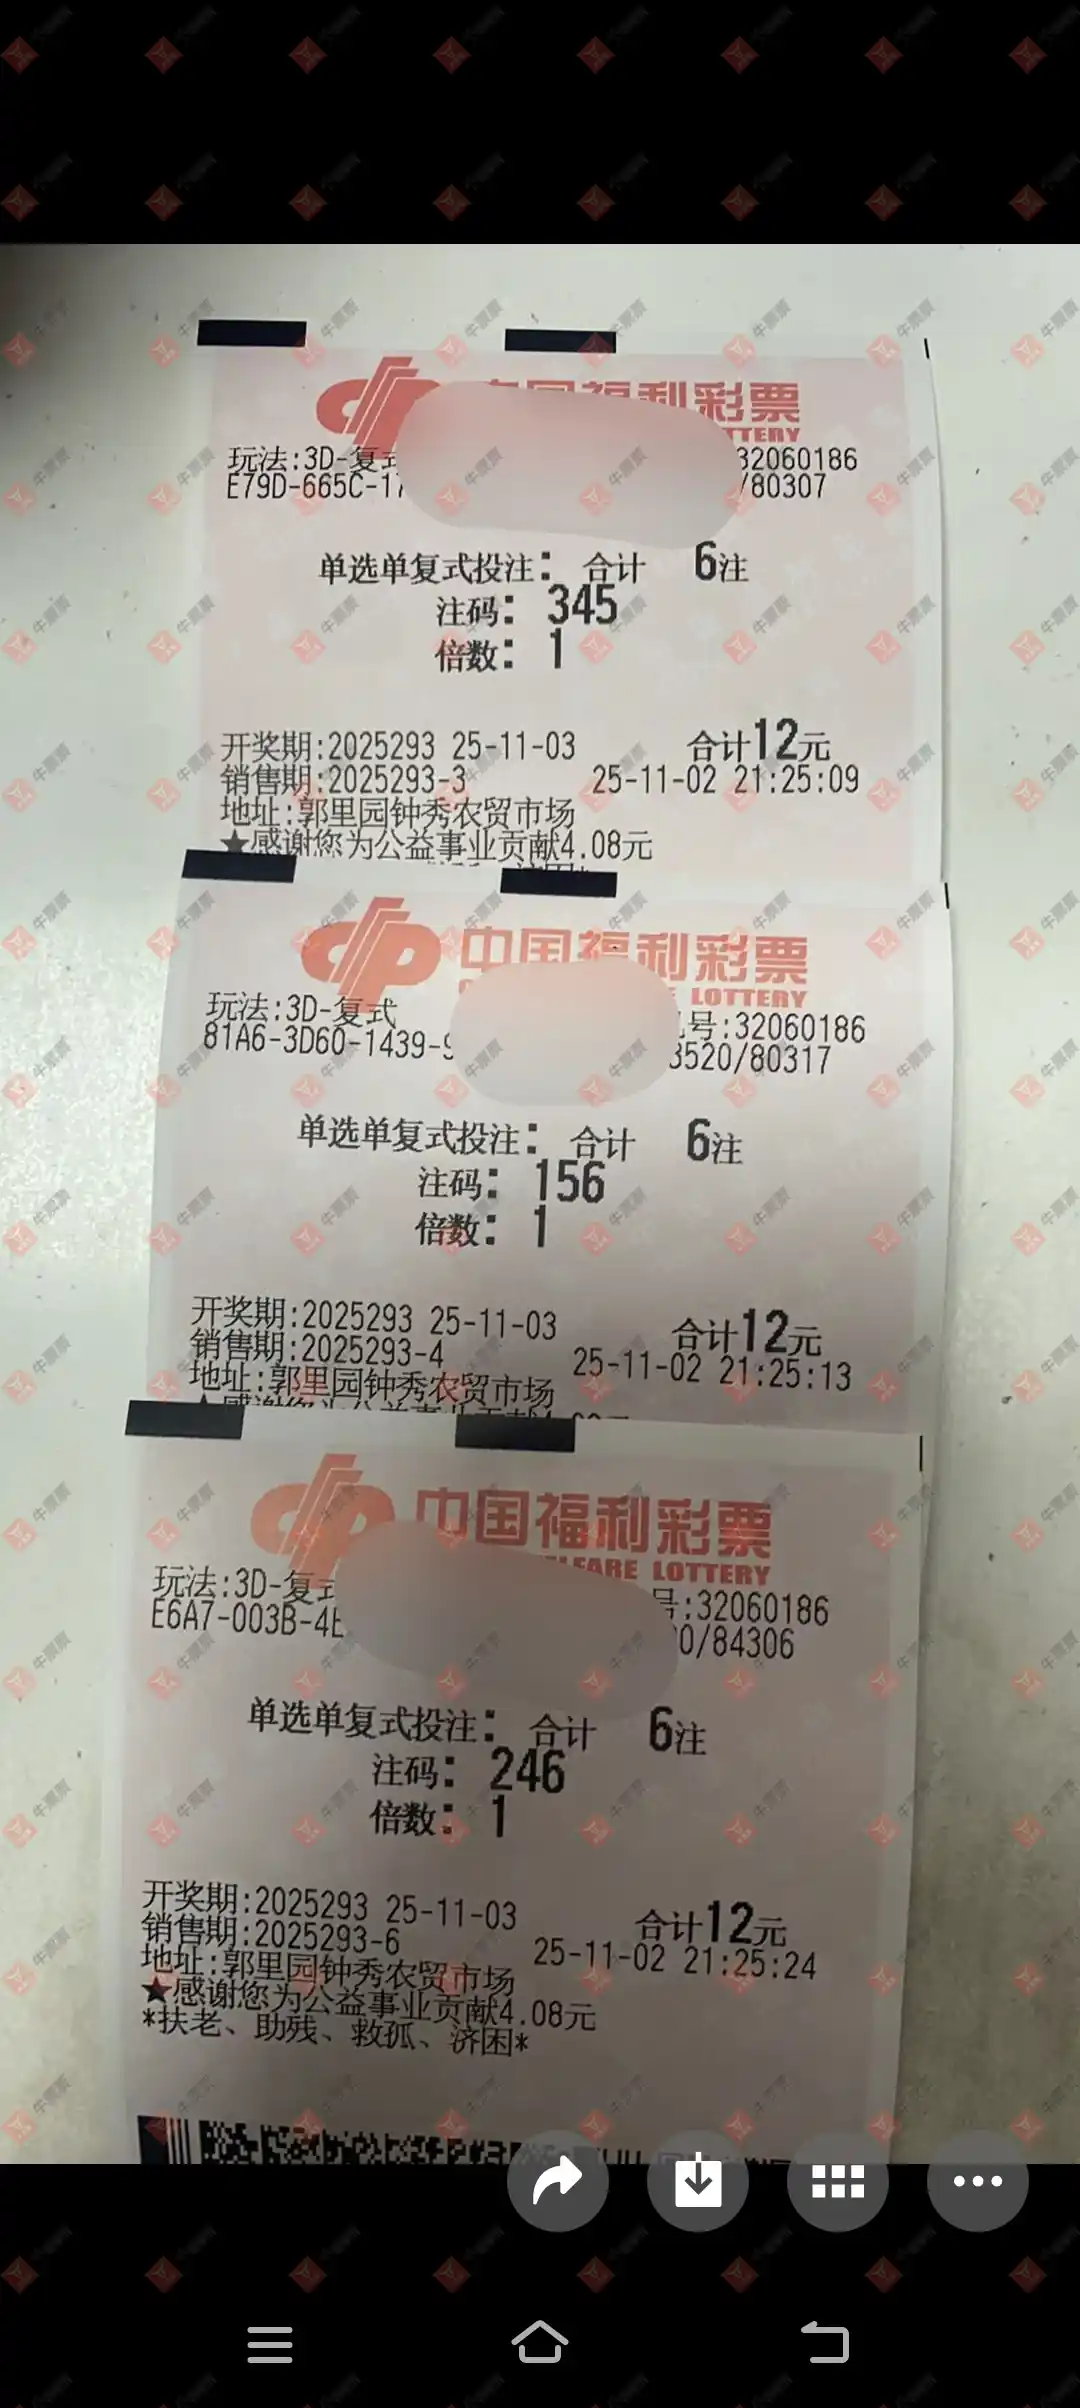 中国福利彩票
LOTTERY
玩法:3D-复式
32060186
E79D-665C-17
/80307
单选单复式投注: 合计 6注
注码: 345
倍数: 1
开奖期:2025293 25-11-03 合计12元
销售期:2025293-3 25-11-02 21:25:09
地址:郭里园钟秀农贸市场
★感谢您为公益事业贡献4.08元
中国福利彩票
LOTTERY
玩法:3D-复式
号:32060186
81A6-3D60-1439-
3520/80317
单选单复式投注: 合计 6注
注码: 156
倍数: 1
开奖期:2025293 25-11-03 合计12元
销售期:2025293-4 25-11-02 21:25:13
地址:郭里园钟秀农贸市场
中国福利彩票
WELFARE LOTTERY
玩法:3D-复式
号:32060186
E6A7-003B-4E
0/84306
单选单复式投注: 合计 6注
注码: 246
倍数: 1
开奖期:2025293 25-11-03 合计12元
销售期:2025293-6 25-11-02 21:25:24
地址:郭里园钟秀农贸市场
★感谢您为公益事业贡献4.08元
*扶老、助残、救孤、济困*
牛票票